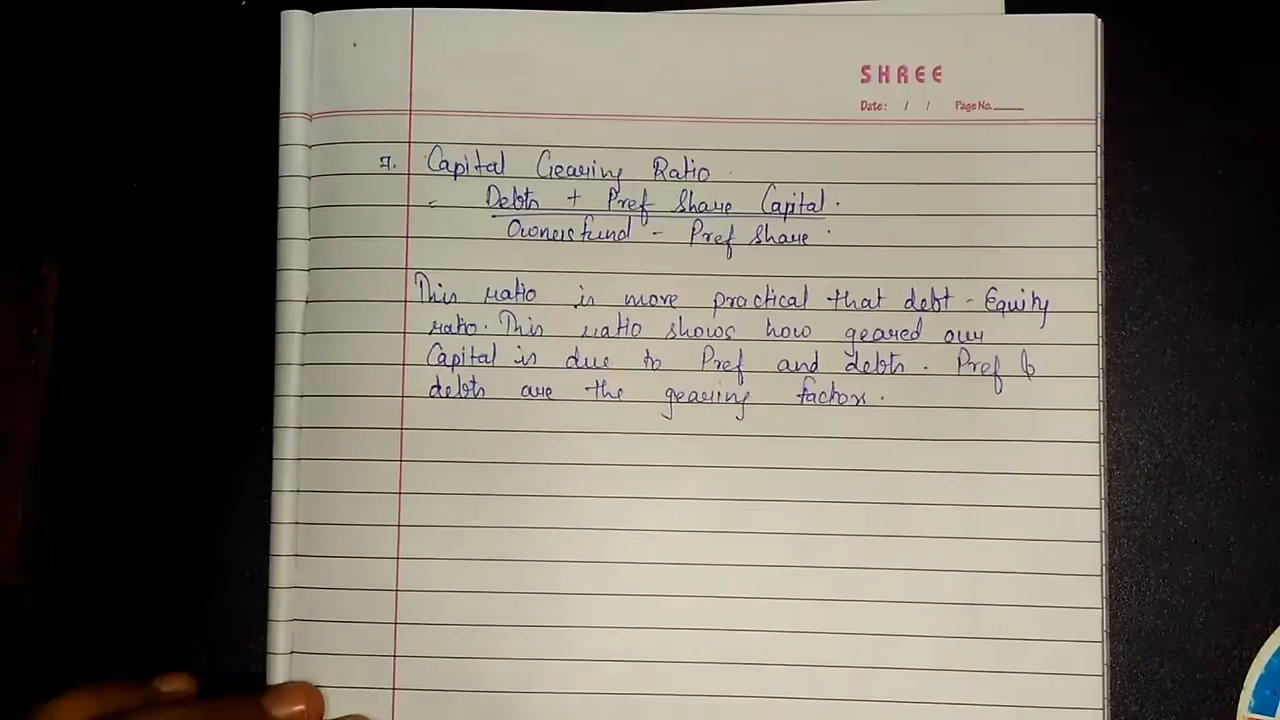 SHREE
Date: / / Page No.
7. Capital Gearing Ratio.
= Debts + Pref Share Capital.
Owners fund - Pref Share.
This ratio is more practical that debt - Equity
ratio. This ratio shows how geared our
Capital is due to Pref and debts. Pref &
debts are the gearing factors.